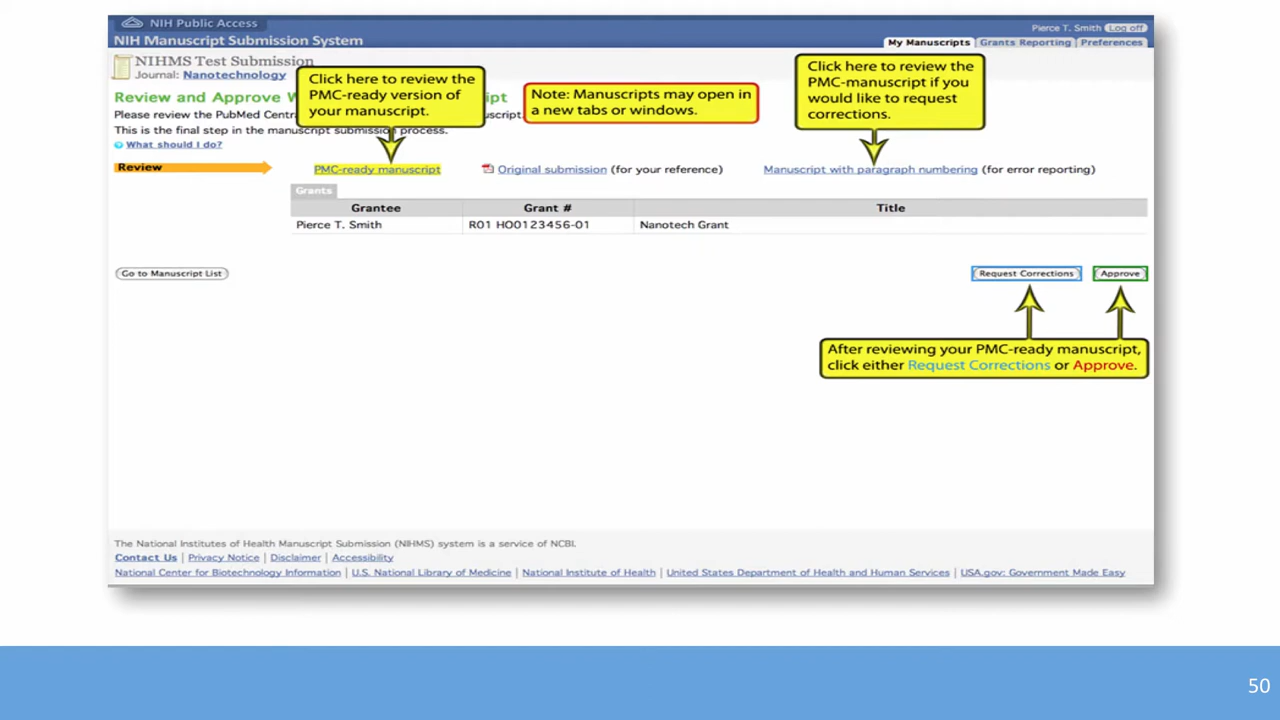 NIH Public Access
Pierce T. Smith Log off
NIH Manuscript Submission System
My Manuscripts Grants Reporting Preferences
NIHMS Test Submission
Journal: Nanotechnology
Click here to review the
PMC-ready version of
your manuscript.
Note: Manuscripts may open in
a new tabs or windows.
Click here to review the
PMC-manuscript if you
would like to request
corrections.
Review and Approve
Please review the PubMed
This is the final step in the manuscript submission process.
What should I do?
Review
PMC-ready manuscript
Original submission (for your reference)
Manuscript with paragraph numbering (for error reporting)
Grants
Grantee Grant # Title
Pierce T. Smith R01 HO0123456-01 Nanotech Grant
Go to Manuscript List
Request Corrections
Approve
After reviewing your PMC-ready manuscript,
click either Request Corrections or Approve.
The National Institutes of Health Manuscript Submission (NIHMS) system is a service of NCBI.
Contact Us | Privacy Notice | Disclaimer | Accessibility
National Center for Biotechnology Information | U.S. National Library of Medicine | National Institute of Health | United States Department of Health and Human Services | USA.gov: Government Made Easy
50